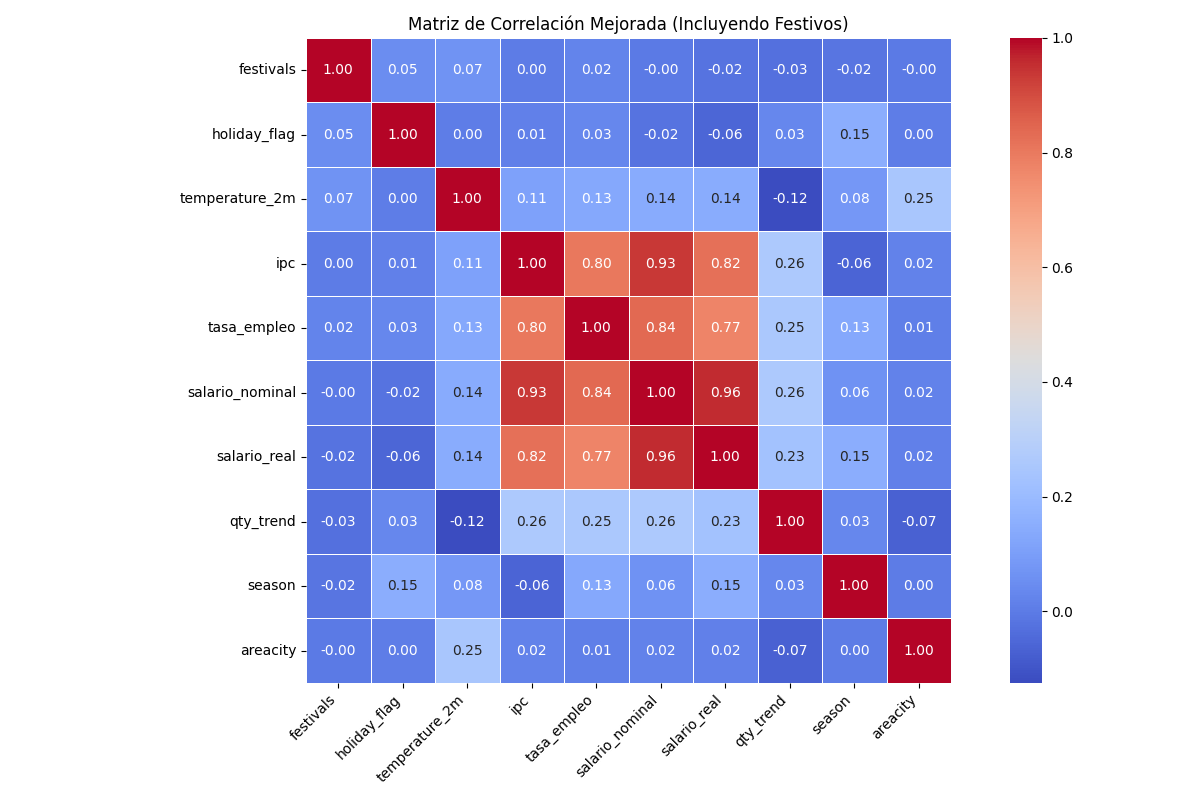 Matriz de Correlación Mejorada (Incluyendo Festivos)
festivals 1.00 0.05 0.07 0.00 0.02 -0.00 -0.02 -0.03 -0.02 -0.00
holiday_flag 0.05 1.00 0.00 0.01 0.03 -0.02 -0.06 0.03 0.15 0.00
temperature_2m 0.07 0.00 1.00 0.11 0.13 0.14 0.14 -0.12 0.08 0.25
ipc 0.00 0.01 0.11 1.00 0.80 0.93 0.82 0.26 -0.06 0.02
tasa_empleo 0.02 0.03 0.13 0.80 1.00 0.84 0.77 0.25 0.13 0.01
salario_nominal -0.00 -0.02 0.14 0.93 0.84 1.00 0.96 0.26 0.06 0.02
salario_real -0.02 -0.06 0.14 0.82 0.77 0.96 1.00 0.23 0.15 0.02
qty_trend -0.03 0.03 -0.12 0.26 0.25 0.26 0.23 1.00 0.03 -0.07
season -0.02 0.15 0.08 -0.06 0.13 0.06 0.15 0.03 1.00 0.00
areacity -0.00 0.00 0.25 0.02 0.01 0.02 0.02 -0.07 0.00 1.00
festivals holiday_flag temperature_2m ipc tasa_empleo salario_nominal salario_real qty_trend season areacity
1.0
0.8
0.6
0.4
0.2
0.0